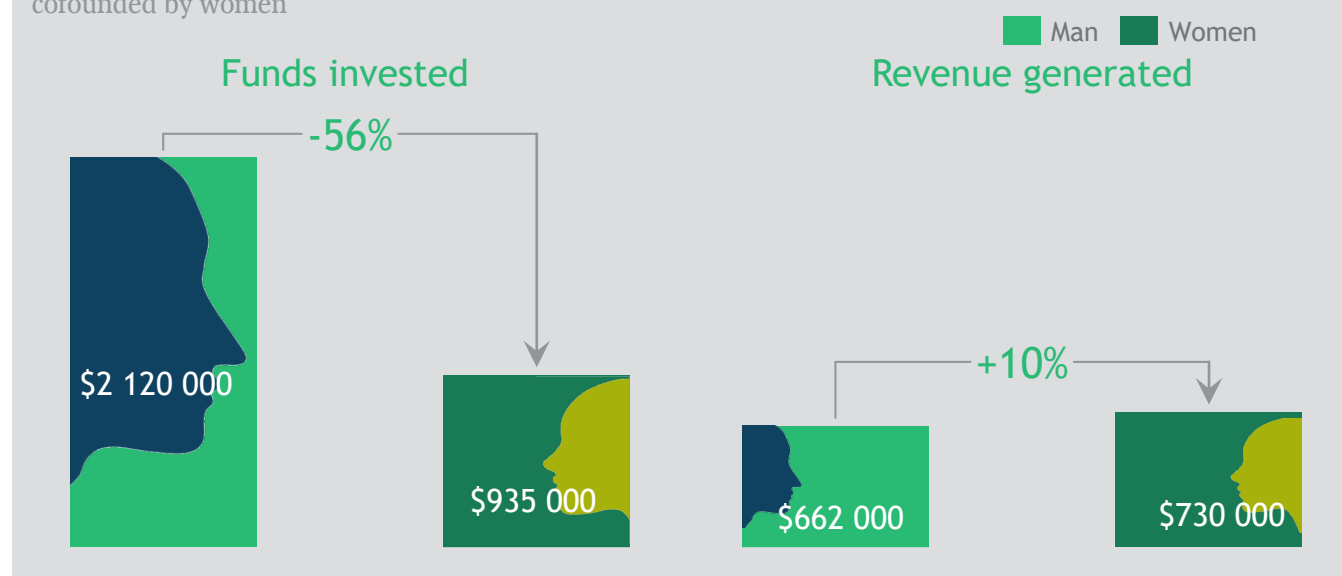 cofounded by women
Man Women
Funds invested Revenue generated
-56%
+10%
$2 120 000
$935 000
$662 000
$730 000